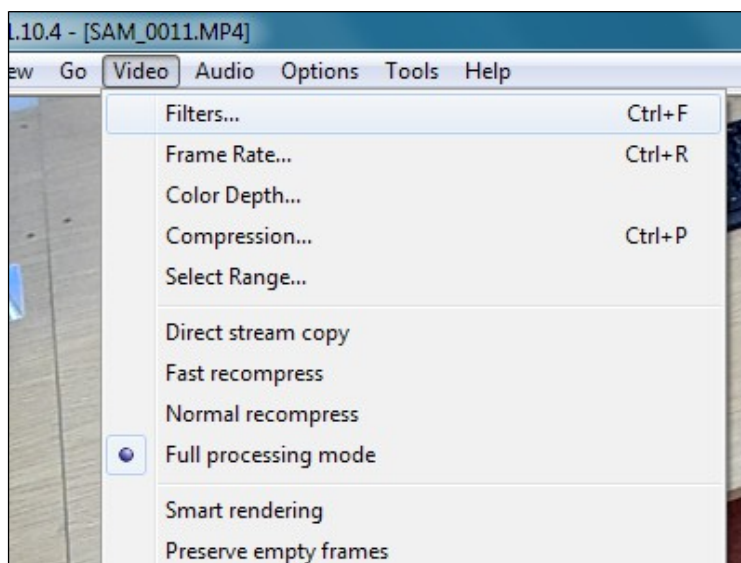 1.10.4 - [SAM_0011.MP4]
ew Go Video Audio Options Tools Help
Filters... Ctrl+F
Frame Rate... Ctrl+R
Color Depth...
Compression... Ctrl+P
Select Range...
Direct stream copy
Fast recompress
Normal recompress
Full processing mode
Smart rendering
Preserve empty frames